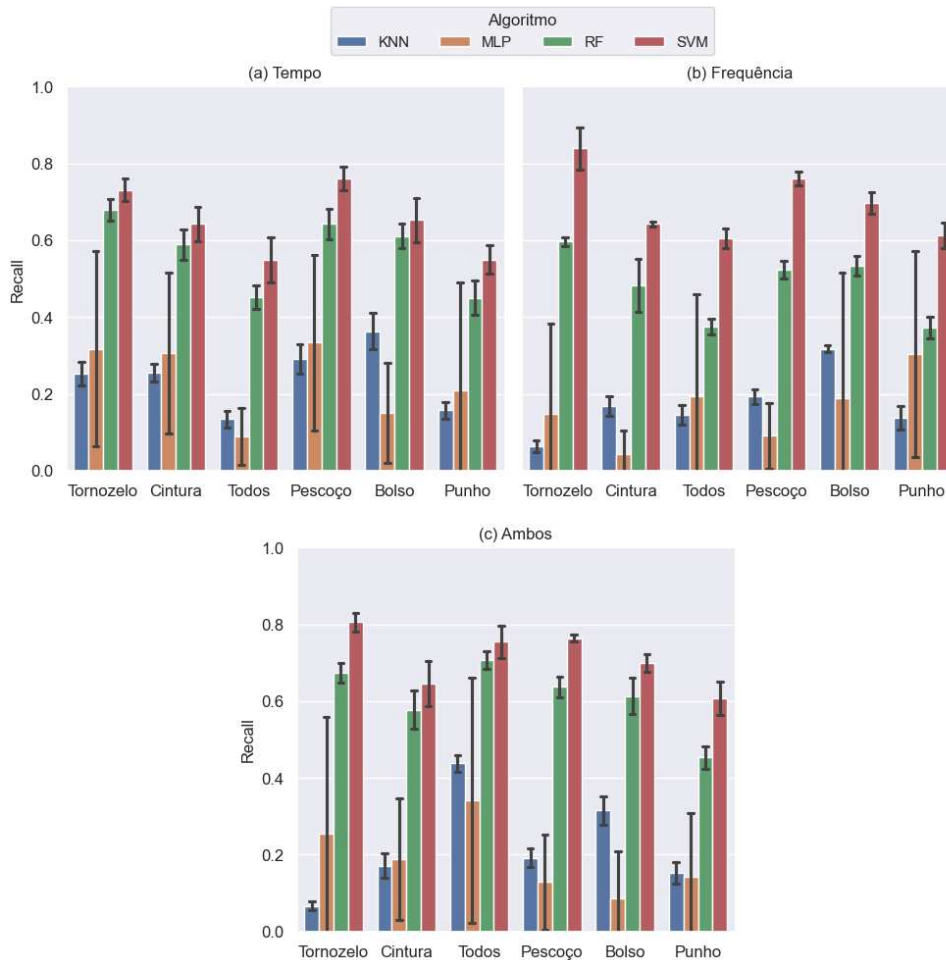 Algoritmo
KNN MLP RF SVM
(a) Tempo
(b) Frequência
1.0
0.8
0.6
0.4
0.2
0.0
Recall
Tornozelo Cintura Todos Pescoço Bolso Punho
Tornozelo Cintura Todos Pescoço Bolso Punho
(c) Ambos
1.0
0.8
0.6
0.4
0.2
0.0
Recall
Tornozelo Cintura Todos Pescoço Bolso Punho